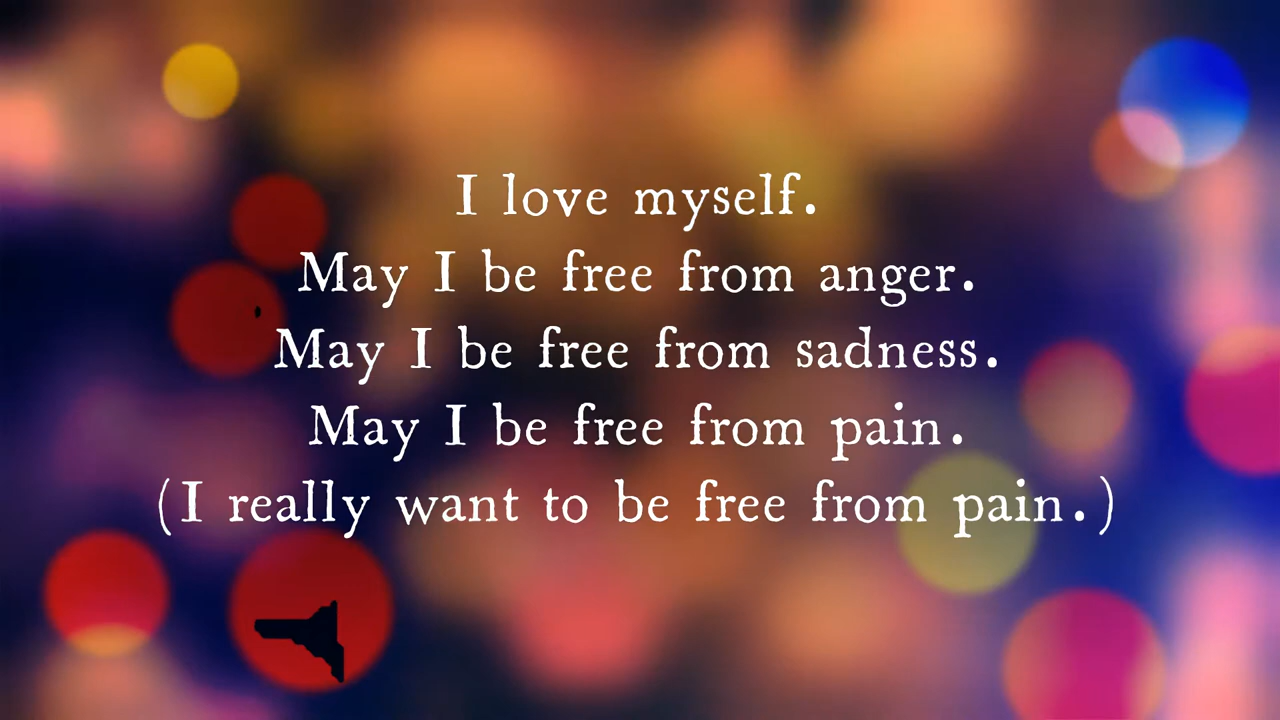 I love myself.
May I be free from anger.
May I be free from sadness.
May I be free from pain.
(I really want to be free from pain.)